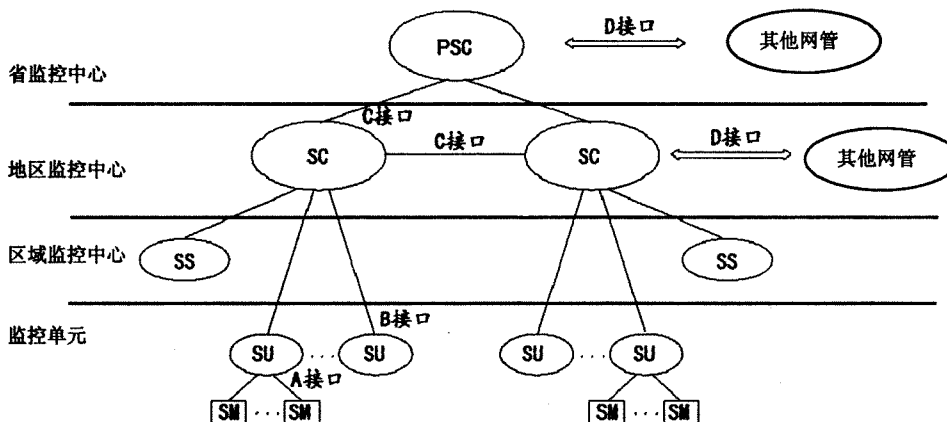 PSC
D接口
其他网管
省监控中心
C接口
SC
C接口
SC
D接口
其他网管
地区监控中心
SS
区域监控中心
SS
B接口
监控单元
SU
···
SU
SU
···
SU
A接口
SM
···
SM
SM
···
SM